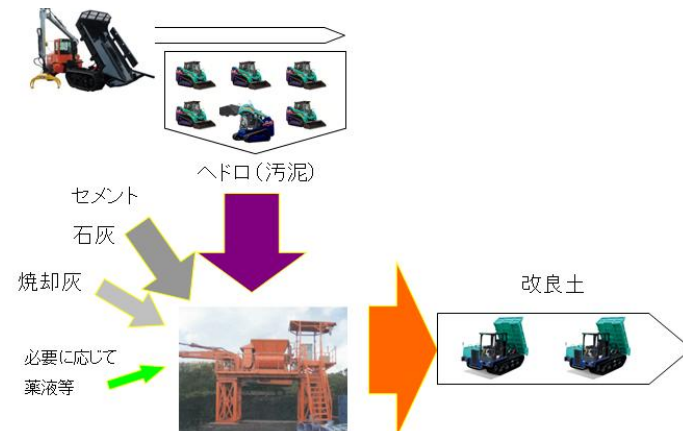 ヘドロ(汚泥)
セメント
石灰
焼却灰
必要に応じて
薬液等
改良土